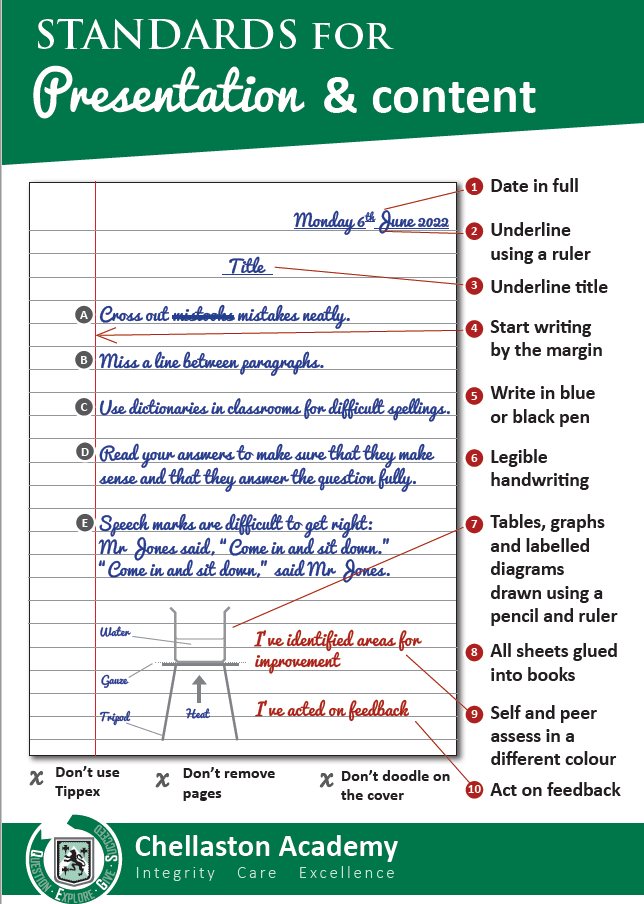 STANDARDS FOR
Presentation & content
Monday 6th June 2022
Title
A Cross out mistooks mistakes neatly.
B Miss a line between paragraphs.
C Use dictionaries in classrooms for difficult spellings.
D Read your answers to make sure that they make
sense and that they answer the question fully.
E Speech marks are difficult to get right:
Mr Jones said, “Come in and sit down.”
“Come in and sit down,” said Mr Jones.
Water
Gauze
Tripod
Heat
I've identified areas for
improvement
I've acted on feedback
1 Date in full
2 Underline
using a ruler
3 Underline title
4 Start writing
by the margin
5 Write in blue
or black pen
6 Legible
handwriting
7 Tables, graphs
and labelled
diagrams
drawn using a
pencil and ruler
8 All sheets glued
into books
9 Self and peer
assess in a
different colour
10 Act on feedback
x Don't use
Tippex
x Don't remove
pages
x Don't doodle on
the cover
QUESTION · EXPLORE · GIVE · SUCCEED
Chellaston Academy
Integrity Care Excellence